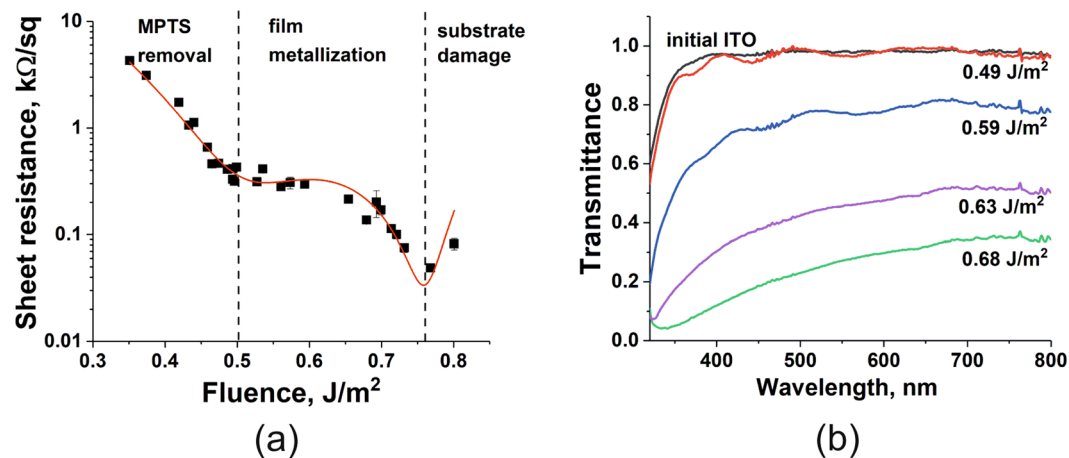 MPTS
removal
film
metallization
substrate
damage
10
1
0.1
0.01
Sheet resistance, kΩ/sq
0.3 0.4 0.5 0.6 0.7 0.8
Fluence, J/m²
(a)
initial ITO
0.49 J/m²
0.59 J/m²
0.63 J/m²
0.68 J/m²
1.0
0.8
0.6
0.4
0.2
0.0
Transmittance
400 500 600 700 800
Wavelength, nm
(b)